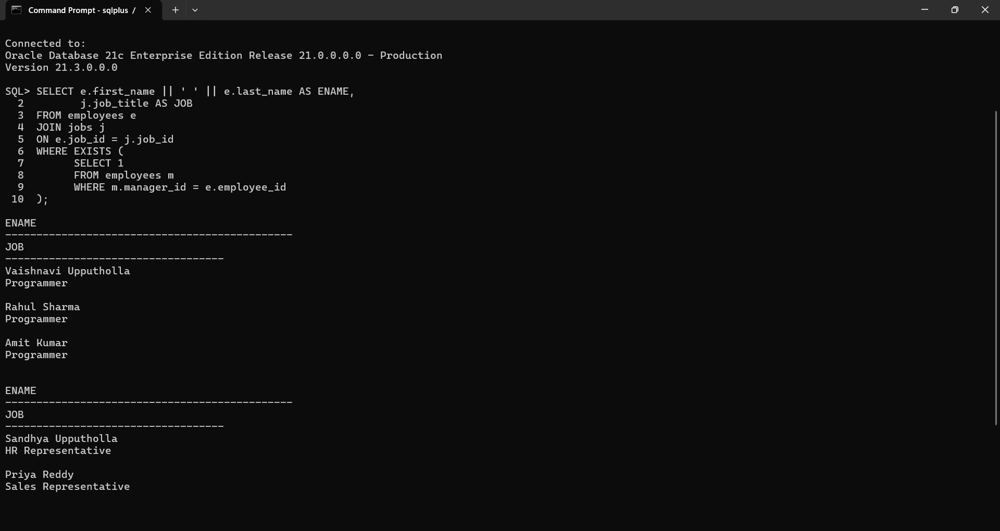 Command Prompt - sqlplus /
Connected to:
Oracle Database 21c Enterprise Edition Release 21.0.0.0.0 - Production
Version 21.3.0.0.0
SQL> SELECT e.first_name || ' ' || e.last_name AS ENAME,
  2         j.job_title AS JOB
  3  FROM employees e
  4  JOIN jobs j
  5  ON e.job_id = j.job_id
  6  WHERE EXISTS (
  7        SELECT 1
  8        FROM employees m
  9        WHERE m.manager_id = e.employee_id
 10  );
ENAME
----------------------------------------------
JOB
-----------------------------------
Vaishnavi Upputholla
Programmer
Rahul Sharma
Programmer
Amit Kumar
Programmer
ENAME
----------------------------------------------
JOB
-----------------------------------
Sandhya Upputholla
HR Representative
Priya Reddy
Sales Representative